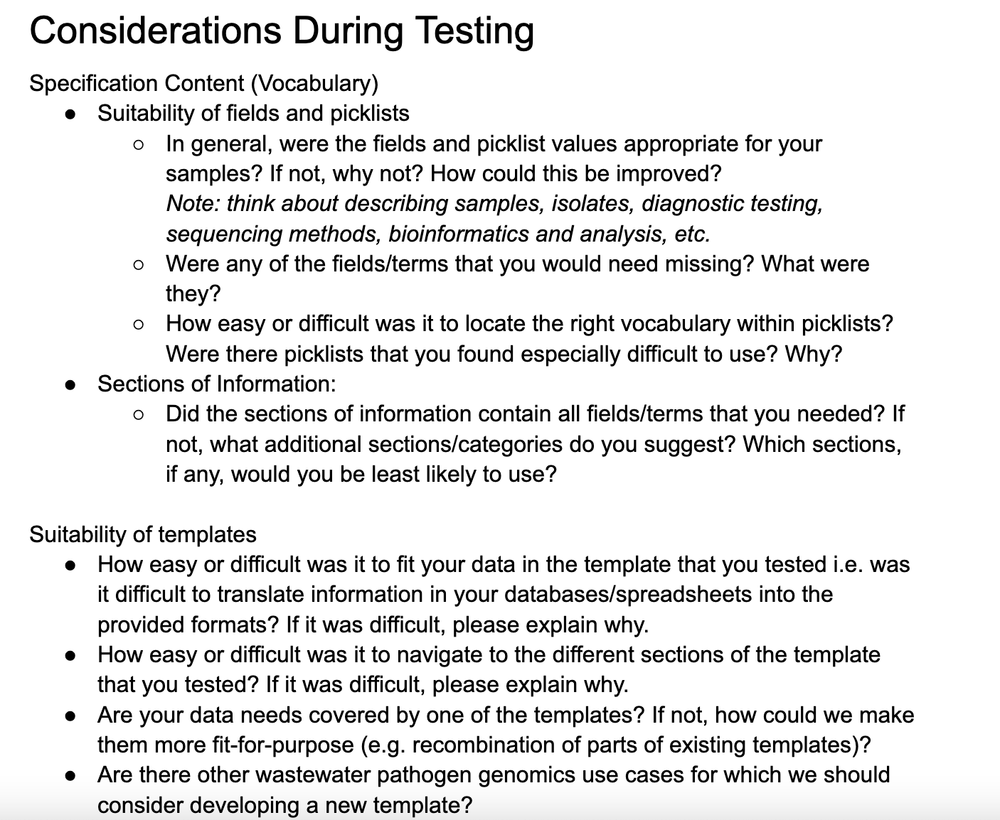 Considerations During Testing
Specification Content (Vocabulary)
● Suitability of fields and picklists
○ In general, were the fields and picklist values appropriate for your
samples? If not, why not? How could this be improved?
Note: think about describing samples, isolates, diagnostic testing,
sequencing methods, bioinformatics and analysis, etc.
○ Were any of the fields/terms that you would need missing? What were
they?
○ How easy or difficult was it to locate the right vocabulary within picklists?
Were there picklists that you found especially difficult to use? Why?
● Sections of Information:
○ Did the sections of information contain all fields/terms that you needed? If
not, what additional sections/categories do you suggest? Which sections,
if any, would you be least likely to use?
Suitability of templates
● How easy or difficult was it to fit your data in the template that you tested i.e. was
it difficult to translate information in your databases/spreadsheets into the
provided formats? If it was difficult, please explain why.
● How easy or difficult was it to navigate to the different sections of the template
that you tested? If it was difficult, please explain why.
● Are your data needs covered by one of the templates? If not, how could we make
them more fit-for-purpose (e.g. recombination of parts of existing templates)?
● Are there other wastewater pathogen genomics use cases for which we should
consider developing a new template?